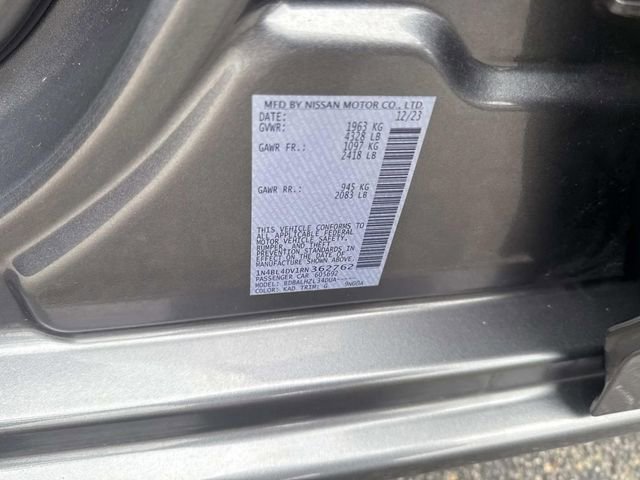 MFD BY NISSAN MOTOR CO., LTD.
DATE: 12/23
GVWR: 1963 KG
4328 LB
GAWR FR.: 1097 KG
2418 LB
GAWR RR.: 945 KG
2083 LB
THIS VEHICLE CONFORMS TO
ALL APPLICABLE FEDERAL
MOTOR VEHICLE SAFETY,
BUMPER, AND THEFT
PREVENTION STANDARDS IN
EFFECT ON THE DATE OF
MANUFACTURE SHOWN ABOVE.
1N4BL4DV1RN362762
PASSENGER CAR 605692
MODEL: BDBALHZL34DUA-----
COLOR: KAD TRIM: G 9N00A